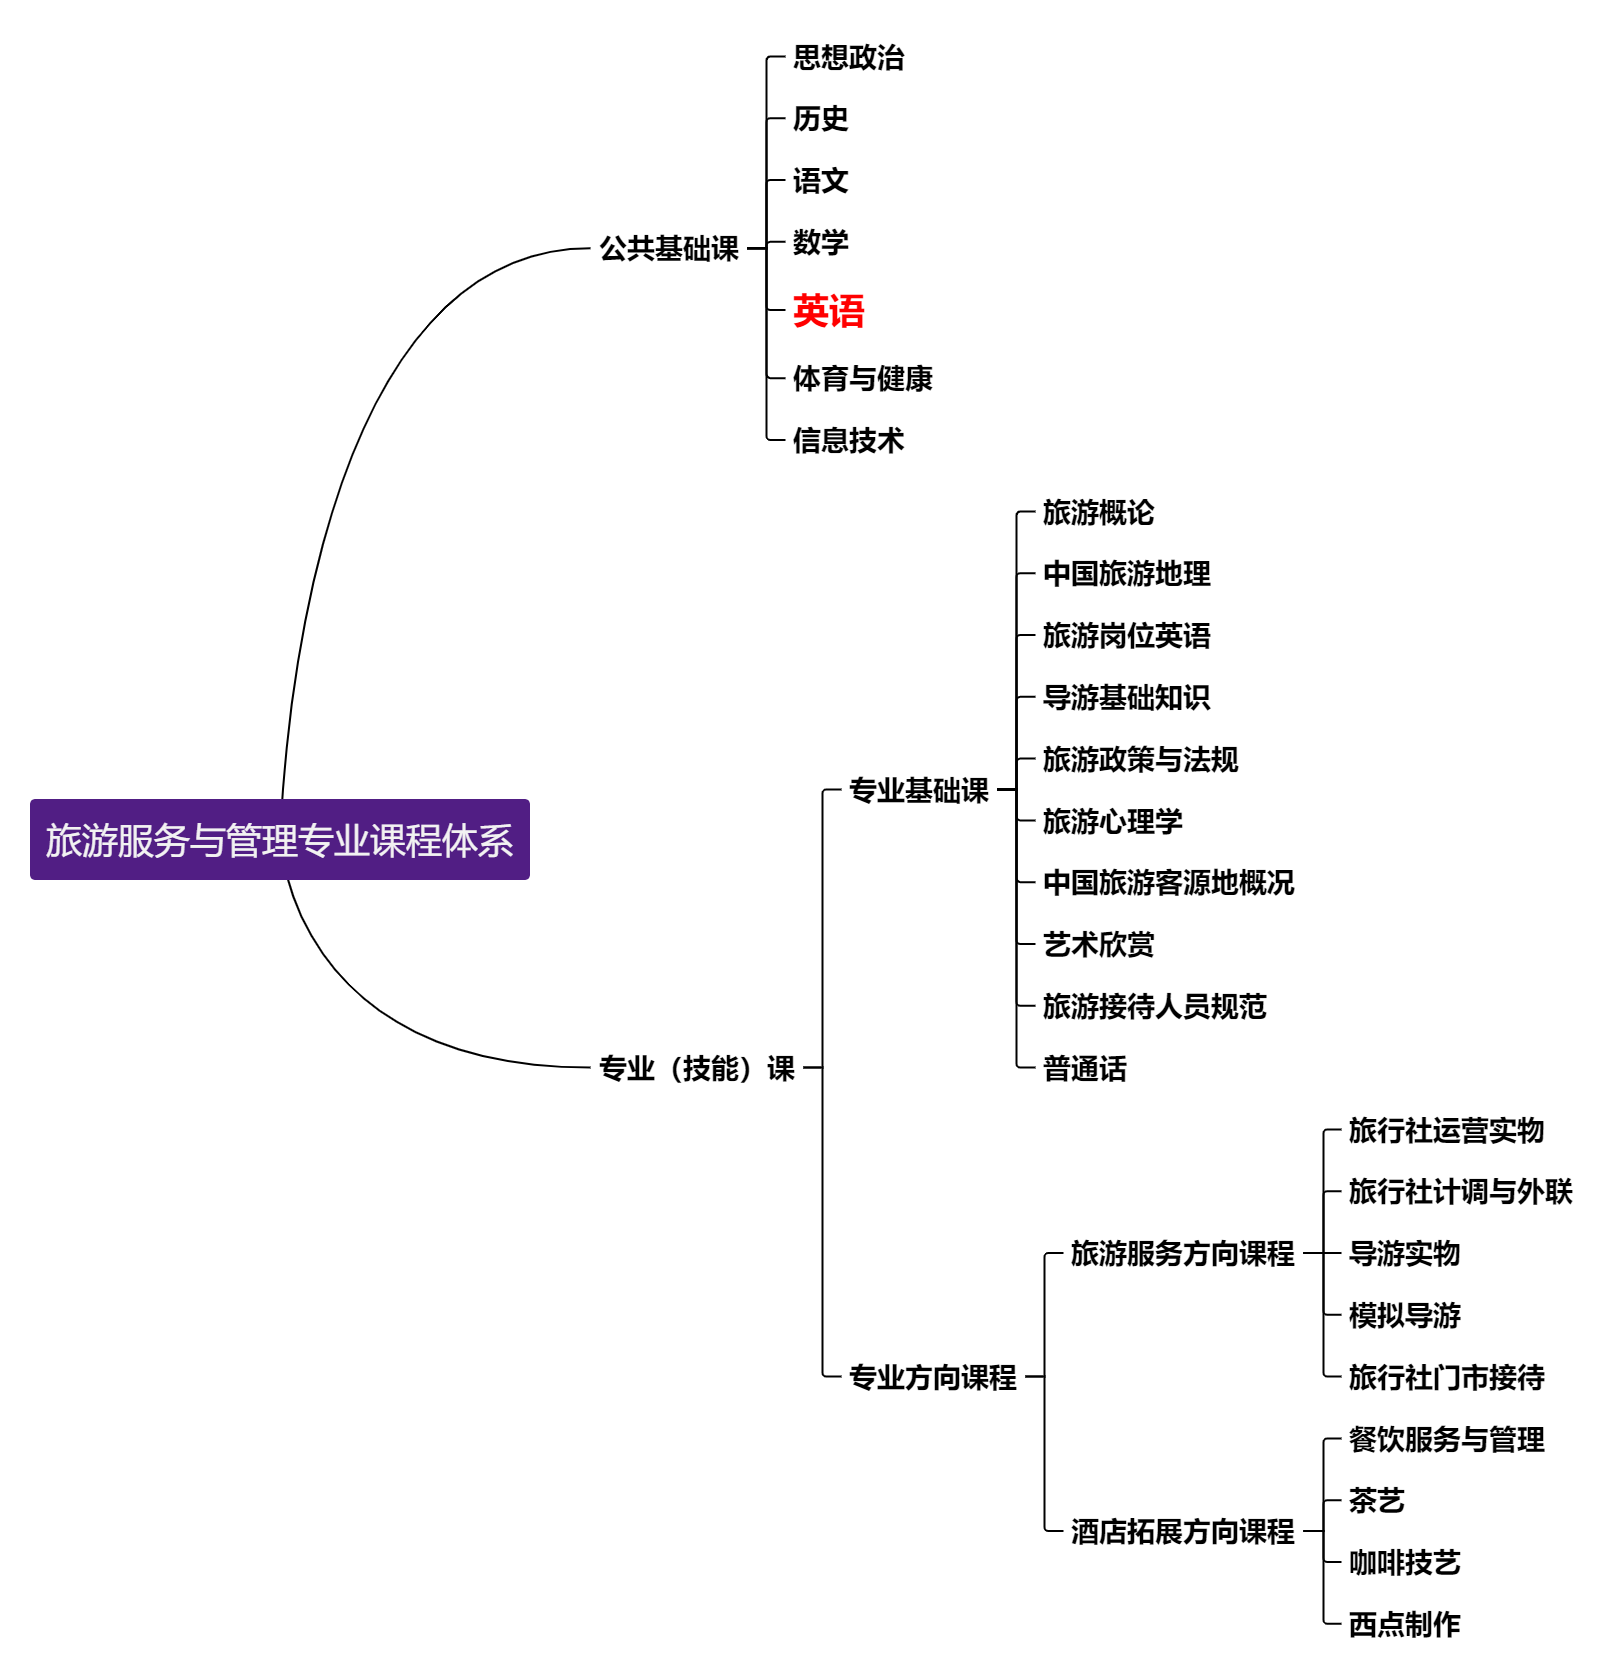 旅游服务与管理专业课程体系
公共基础课
思想政治
历史
语文
数学
英语
体育与健康
信息技术
专业（技能）课
专业基础课
旅游概论
中国旅游地理
旅游岗位英语
导游基础知识
旅游政策与法规
旅游心理学
中国旅游客源地概况
艺术欣赏
旅游接待人员规范
普通话
专业方向课程
旅游服务方向课程
旅行社运营实物
旅行社计调与外联
导游实物
模拟导游
旅行社门市接待
酒店拓展方向课程
餐饮服务与管理
茶艺
咖啡技艺
西点制作